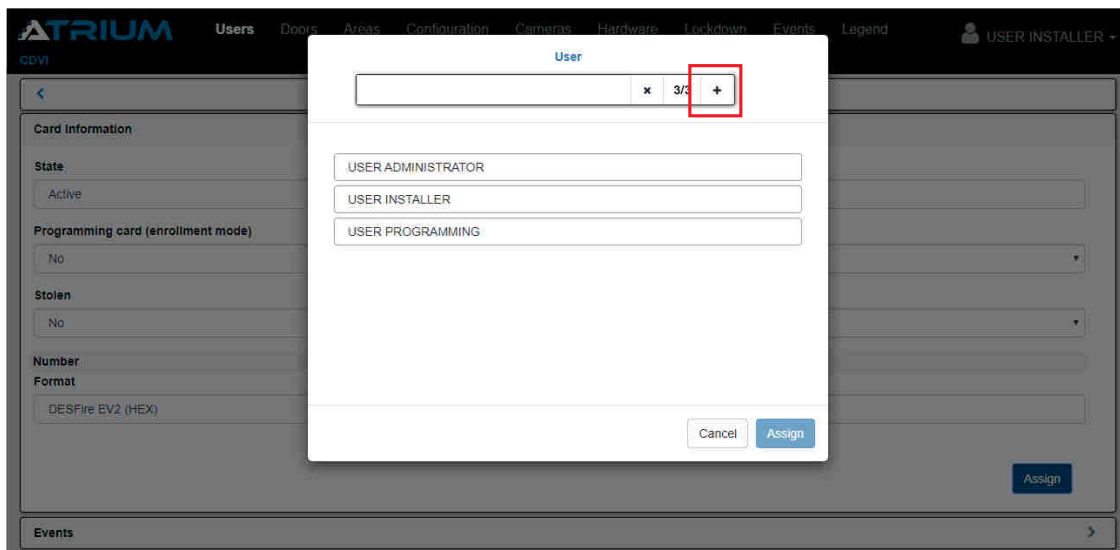 ATRIUM
CDVI
Users Doors Areas Configuration Cameras Hardware Lockdown Events Legend
USER INSTALLER
User
3/3 +
Card Information
State
Active
Programming card (enrollment mode)
No
Stolen
No
Number
Format
DESFire EV2 (HEX)
USER ADMINISTRATOR
USER INSTALLER
USER PROGRAMMING
Cancel Assign
Assign
Events